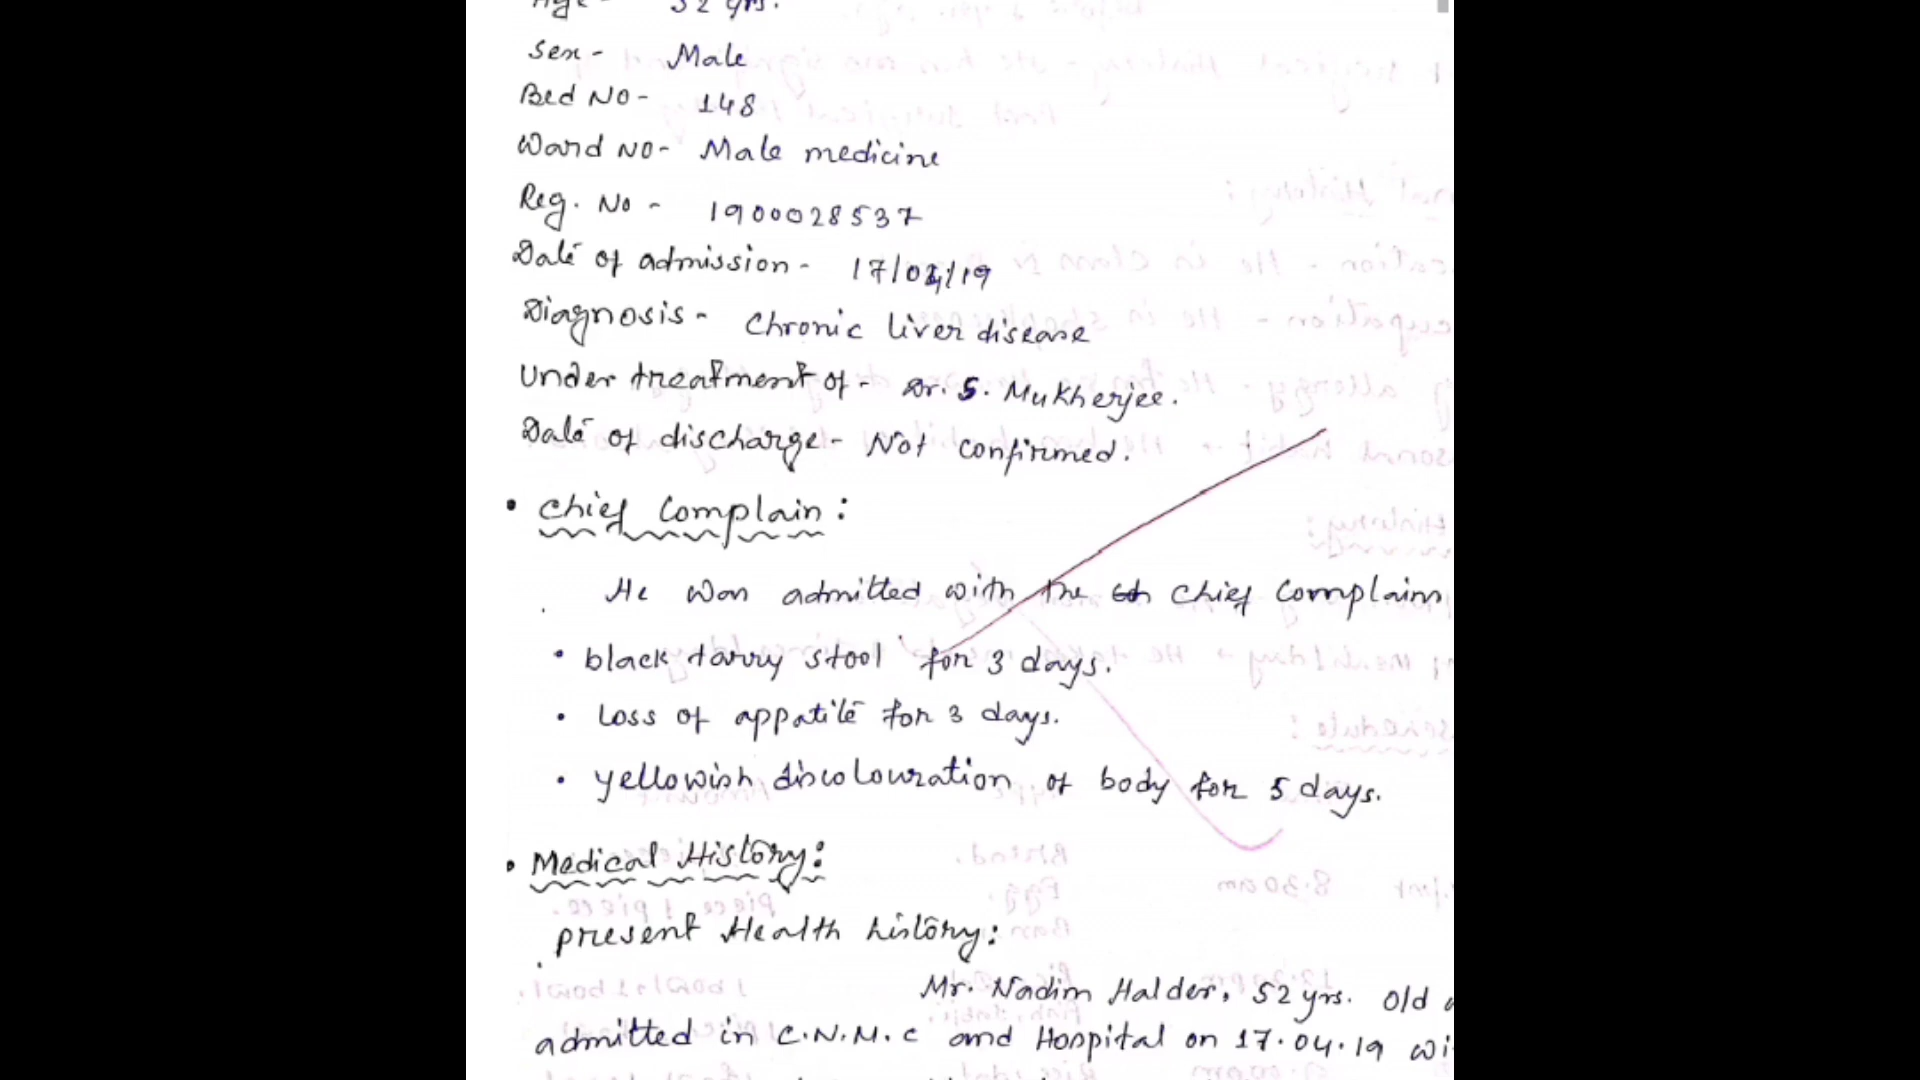 Age - 52 yrs.
Sex - Male
Bed No - 148
Ward No - Male medicine
Reg. No - 1900028537
Date of admission - 17/04/19
Diagnosis - Chronic liver disease
Under treatment of - Dr. S. Mukherjee.
Date of discharge - Not confirmed.
• Chief Complain:
He was admitted with the chief complain
• black tarry stool for 3 days.
• Loss of appatite for 3 days.
• yellowish discolouration of body for 5 days.
• Medical History:
present Health history:
Mr. Nadim Halder, 52 yrs. old
admitted in C.N.M.C and Hospital on 17.04.19 wi